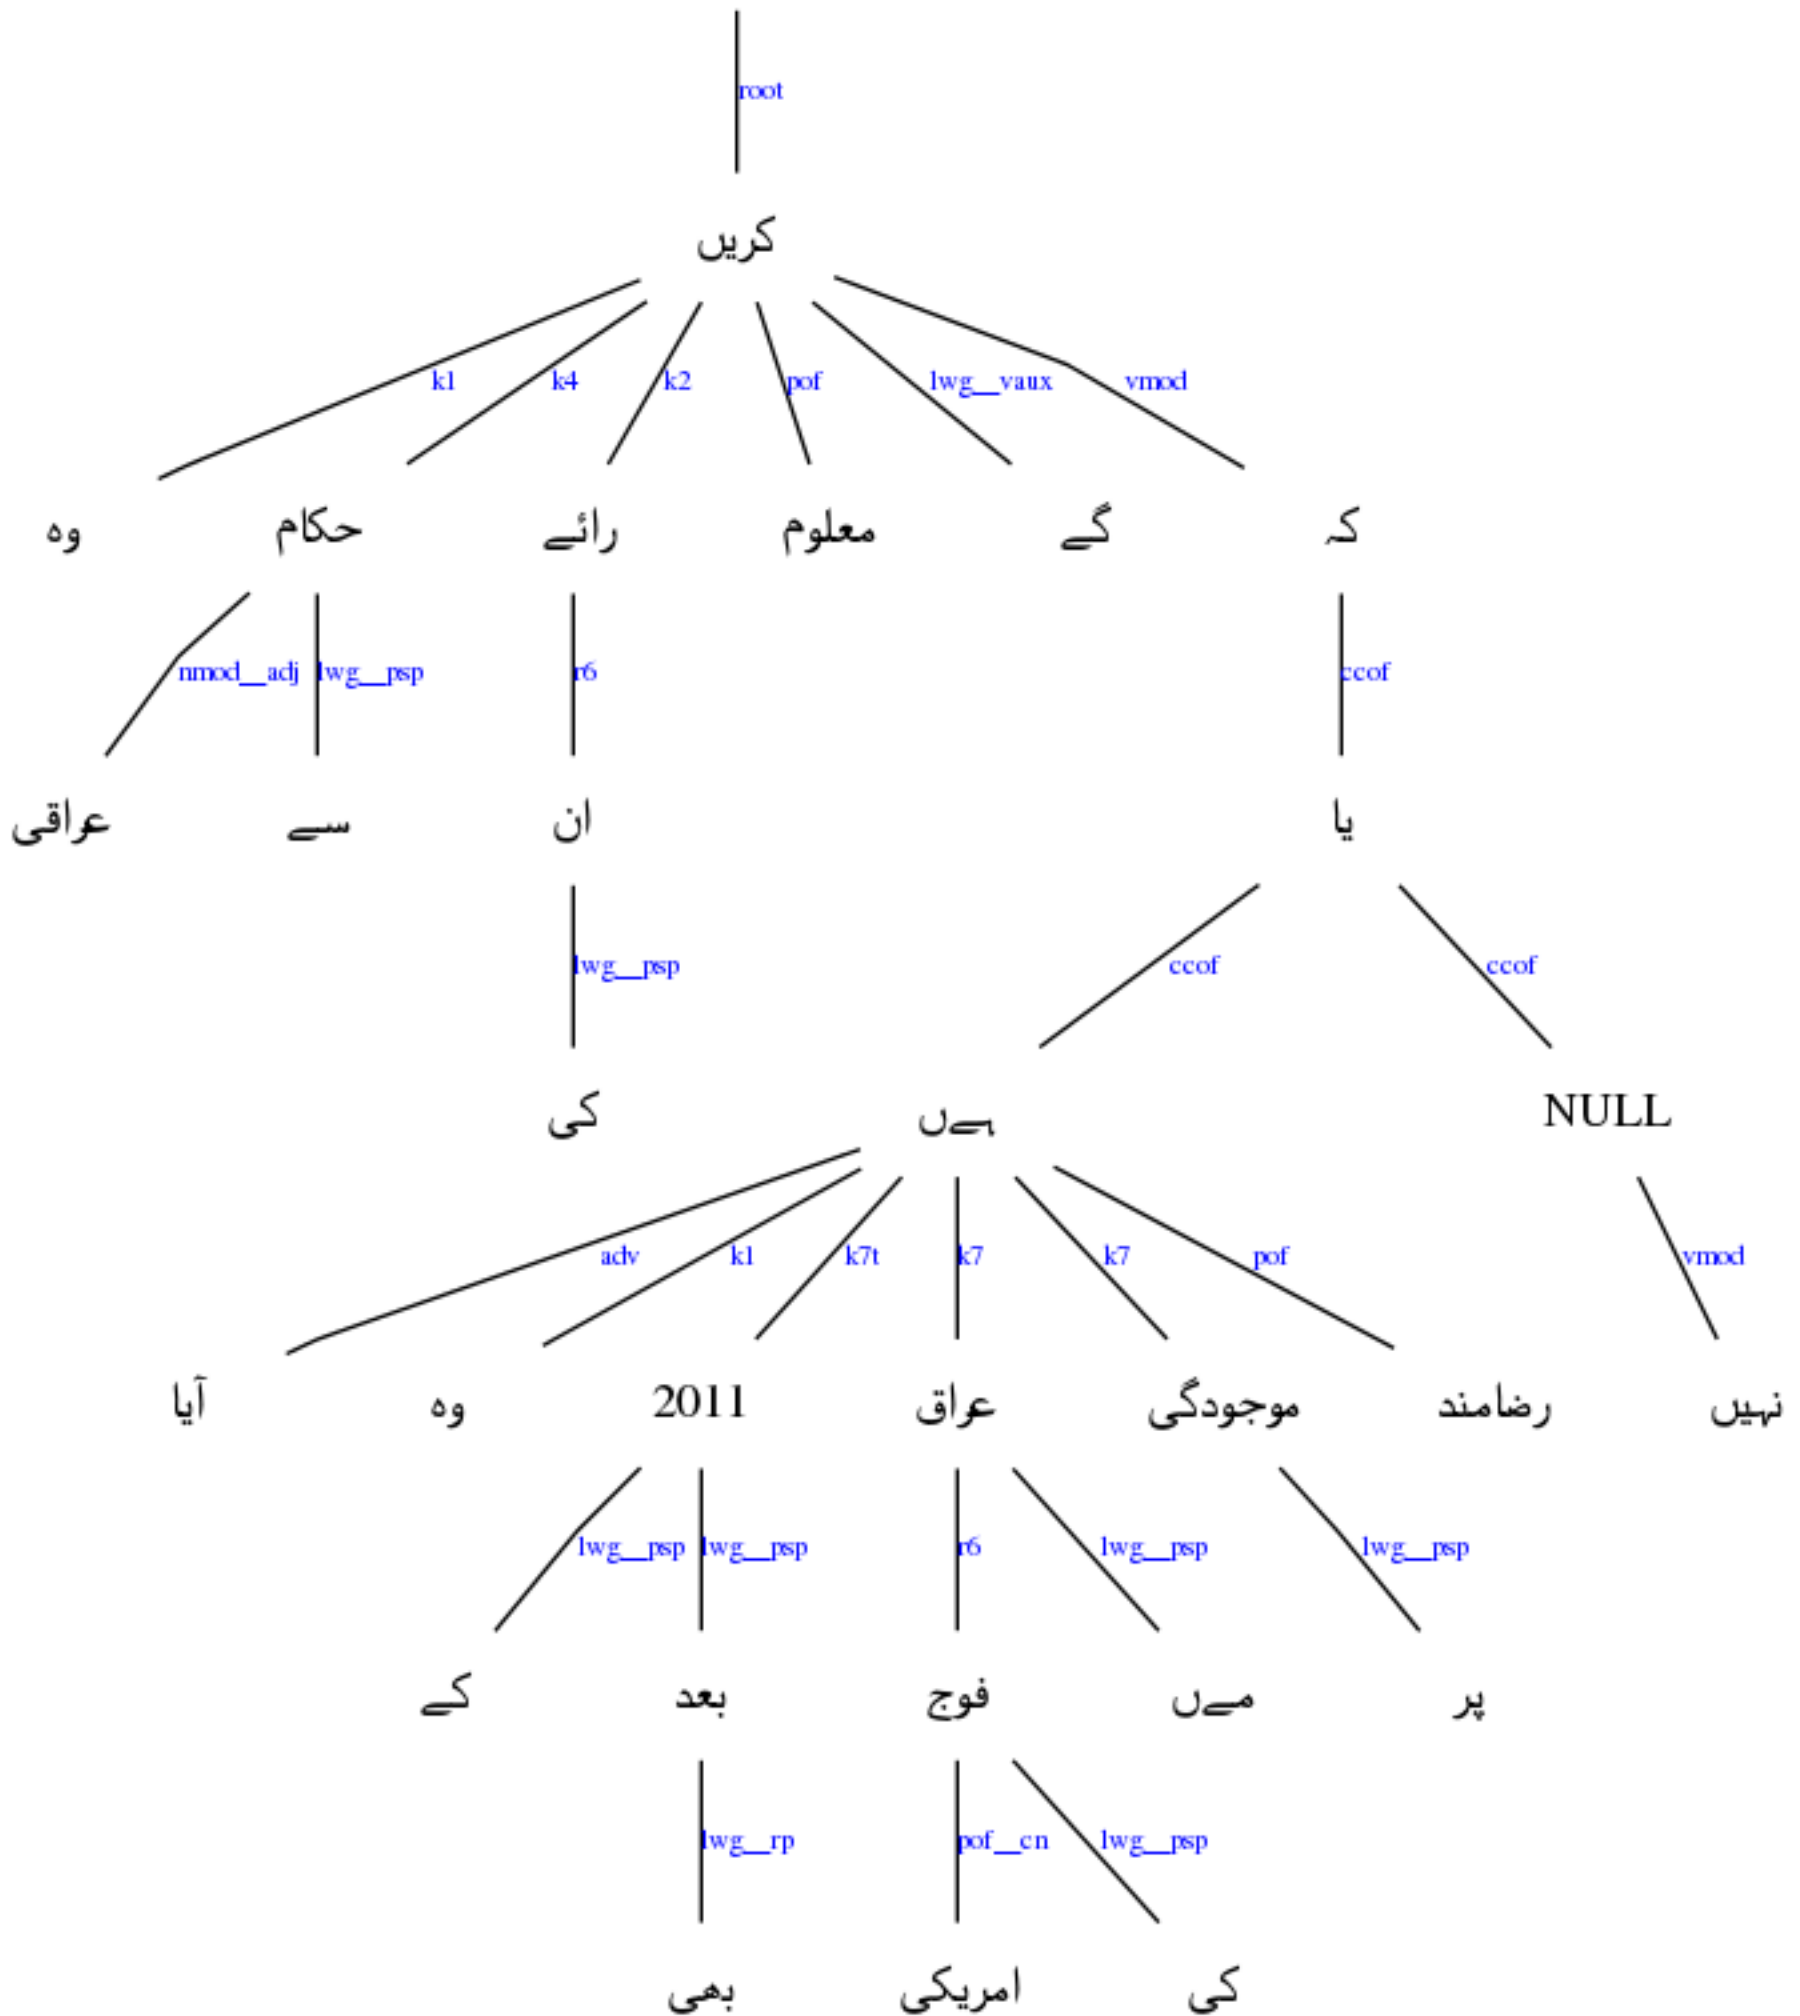 root
کریں
k1 k4 k2 pof lwg__vaux vmod
وہ حکام رائے معلوم گے کہ
nmod__adj lwg__psp r6 ccof
عراقی سے ان یا
lwg__psp ccof ccof
کی ہےں NULL
adv k1 k7t k7 k7 pof vmod
آیا وہ 2011 عراق موجودگی رضامند نہیں
lwg__psp lwg__psp r6 lwg__psp lwg__psp
کے بعد فوج مےں پر
lwg__rp pof__cn lwg__psp
بھی امریکی کی